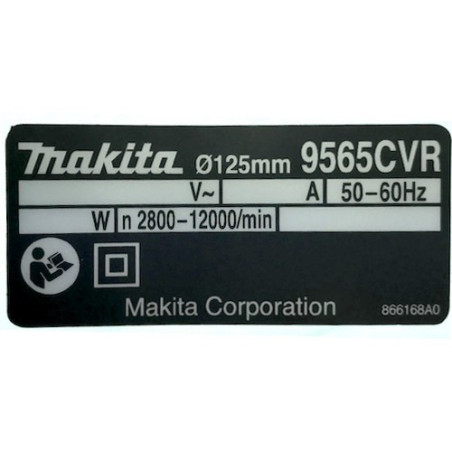 makita Ø125mm 9565CVR
V~ A 50-60Hz
W n 2800-12000/min
Makita Corporation 866168A0